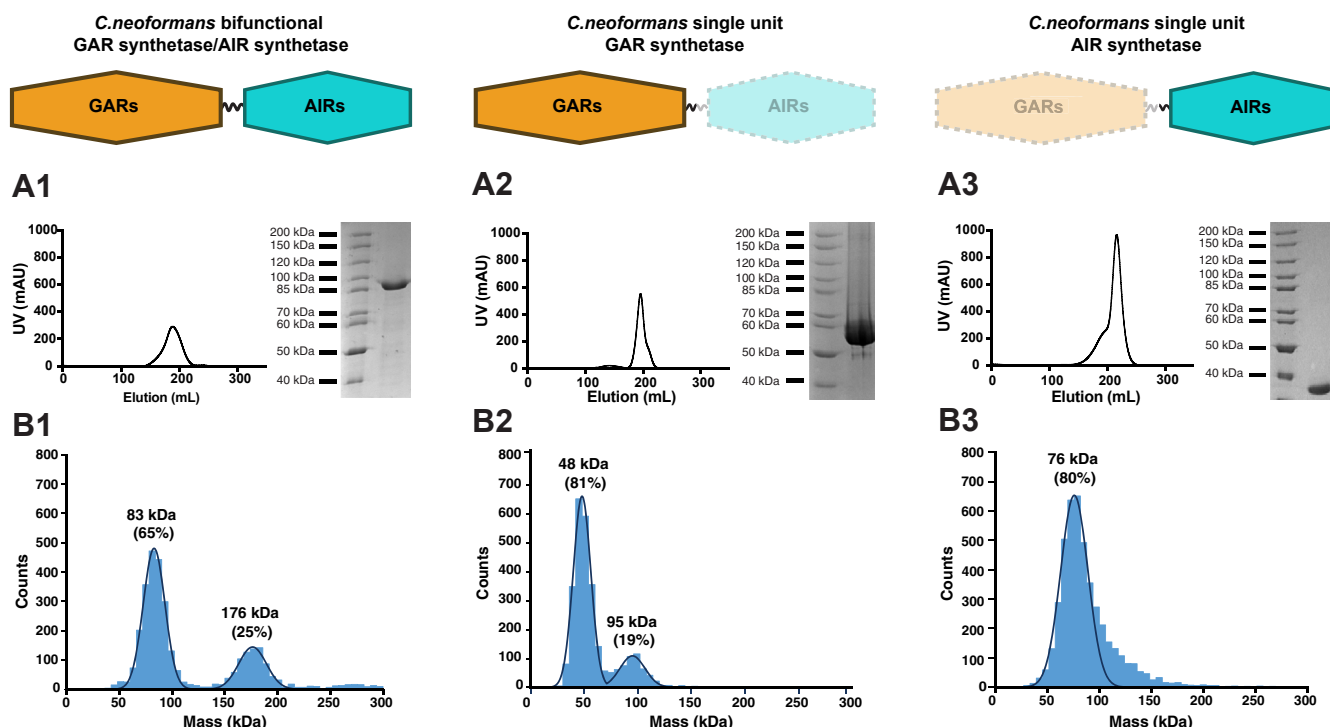 C.neoformans bifunctional
GAR synthetase/AIR synthetase
C.neoformans single unit
GAR synthetase
C.neoformans single unit
AIR synthetase
GARs
AIRs
GARs
AIRs
GARs
AIRs
A1
1000
800
600
400
200
0
UV (mAU)
0
100
200
300
Elution (mL)
200 kDa
150 kDa
120 kDa
100 kDa
85 kDa
70 kDa
60 kDa
50 kDa
40 kDa
A2
1000
800
600
400
200
0
UV (mAU)
0
100
200
300
Elution (mL)
200 kDa
150 kDa
120 kDa
100 kDa
85 kDa
70 kDa
60 kDa
50 kDa
40 kDa
A3
1000
800
600
400
200
0
UV (mAU)
0
100
200
300
Elution (mL)
200 kDa
150 kDa
120 kDa
100 kDa
85 kDa
70 kDa
60 kDa
50 kDa
40 kDa
B1
800
700
600
500
400
300
200
100
0
Counts
83 kDa
(65%)
176 kDa
(25%)
0
50
100
150
200
250
300
Mass (kDa)
B2
800
700
600
500
400
300
200
100
0
Counts
48 kDa
(81%)
95 kDa
(19%)
0
50
100
150
200
250
300
Mass (kDa)
B3
800
700
600
500
400
300
200
100
0
Counts
76 kDa
(80%)
0
50
100
150
200
250
300
Mass (kDa)